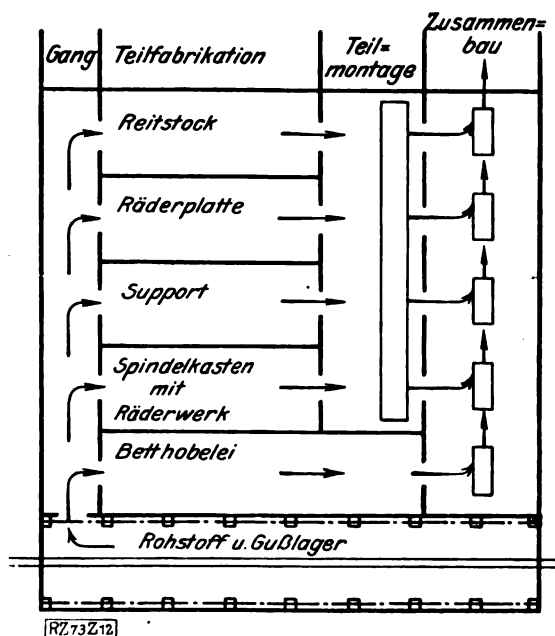 Gang
Teilfabrikation
Teil=
montage
Zusammen=
bau
Reitstock
Räderplatte
Support
Spindelkasten
mit
Räderwerk
Betthobelei
Rohstoff u. Gußlager
RZ73Z12